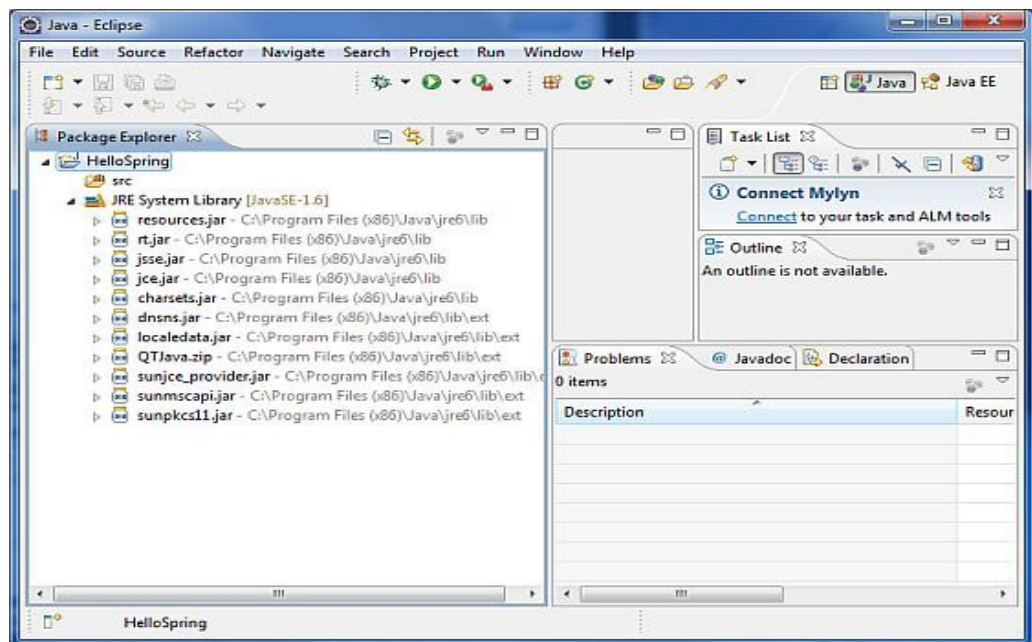 Java - Eclipse
File Edit Source Refactor Navigate Search Project Run Window Help
Java Java EE
Package Explorer
HelloSpring
src
JRE System Library [JavaSE-1.6]
resources.jar - C:\Program Files (x86)\Java\jre6\lib
rt.jar - C:\Program Files (x86)\Java\jre6\lib
jsse.jar - C:\Program Files (x86)\Java\jre6\lib
jce.jar - C:\Program Files (x86)\Java\jre6\lib
charsets.jar - C:\Program Files (x86)\Java\jre6\lib
dnsns.jar - C:\Program Files (x86)\Java\jre6\lib\ext
localedata.jar - C:\Program Files (x86)\Java\jre6\lib\ext
QTJava.zip - C:\Program Files (x86)\Java\jre6\lib\ext
sunjce_provider.jar - C:\Program Files (x86)\Java\jre6\lib\e
sunmscapi.jar - C:\Program Files (x86)\Java\jre6\lib\ext
sunpkcs11.jar - C:\Program Files (x86)\Java\jre6\lib\ext
Task List
Connect Mylyn
Connect to your task and ALM tools
Outline
An outline is not available.
Problems @ Javadoc Declaration
0 items
Description Resour
HelloSpring